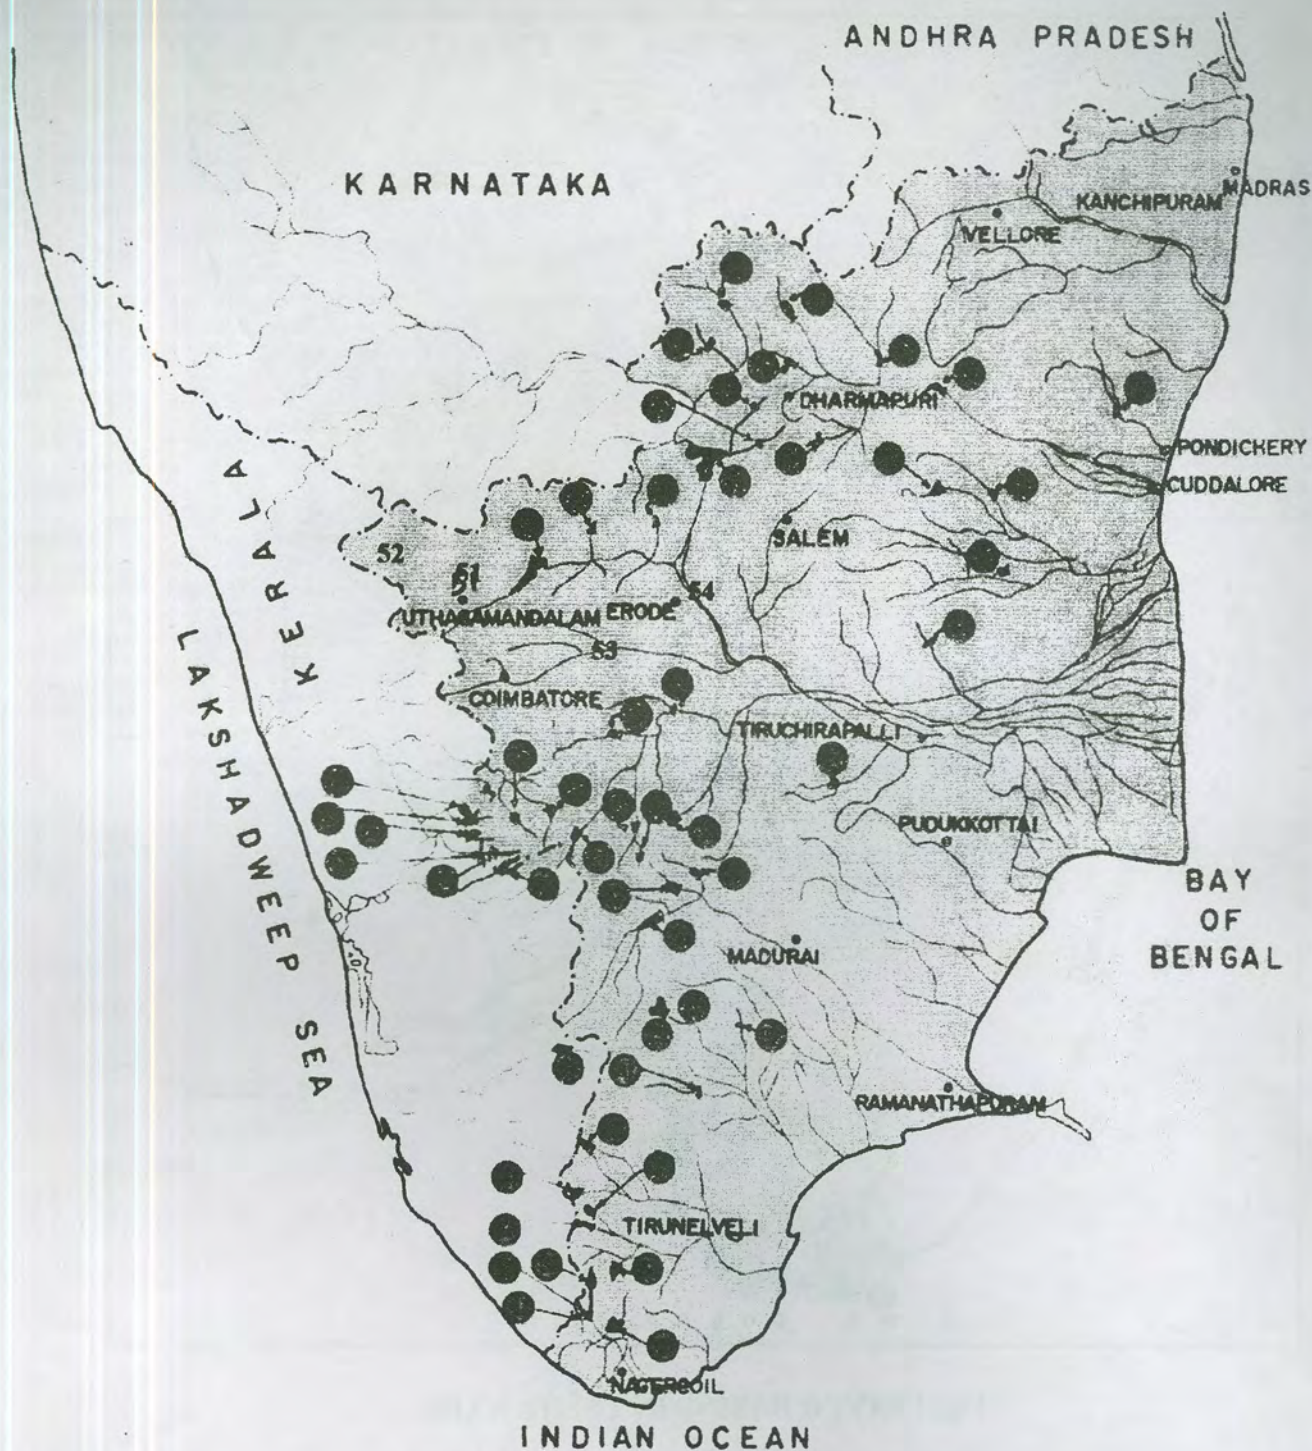 ANDHRA PRADESH
KARNATAKA
MADRAS
KANCHIPURAM
VELLORE
DHARMAPURI
PONDICHERY
CUDDALORE
KERALA
SALEM
52
51
54
UTHAGAMANDALAM
ERODE
53
COIMBATORE
TIRUCHIRAPALLI
LAKSHADWEEP SEA
PUDUKKOTTAI
BAY
OF
BENGAL
MADURAI
RAMANATHAPURAM
TIRUNELVELI
NAGERCOIL
INDIAN OCEAN